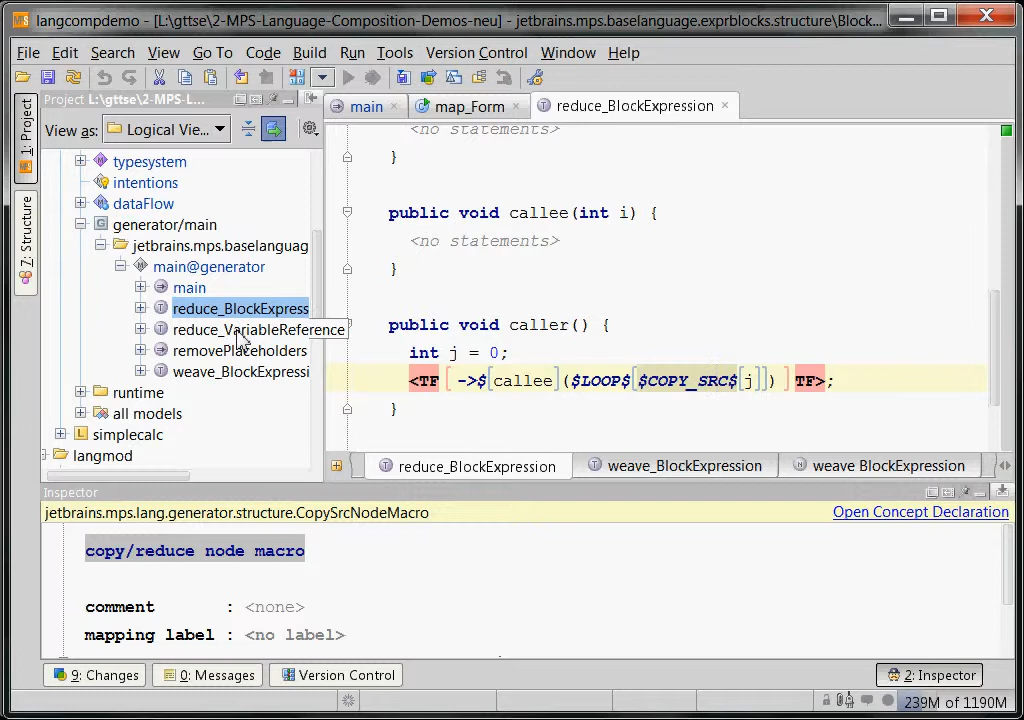 langcompdemo - [L:\gttse\2-MPS-Language-Composition-Demos-neu] - jetbrains.mps.baselanguage.exprblocks.structure\Block...
File Edit Search View Go To Code Build Run Tools Version Control Window Help
1: Project
Z: Structure
Project L:\gttse\2-MPS-L...
View as: Logical Vie...
typesystem
intentions
dataFlow
generator/main
jetbrains.mps.baselanguag
main@generator
main
reduce_BlockExpress
reduce_VariableReference
removePlaceholders
weave_BlockExpressi
runtime
all models
simplecalc
langmod
main map_Form reduce_BlockExpression
<no statements>
}
public void callee(int i) {
<no statements>
}
public void caller() {
int j = 0;
<TF [ ->$[callee]($LOOP$[$COPY_SRC$[j]]) ] TF>;
}
reduce_BlockExpression weave_BlockExpression weave BlockExpression
Inspector
jetbrains.mps.lang.generator.structure.CopySrcNodeMacro Open Concept Declaration
copy/reduce node macro
comment : <none>
mapping label : <no label>
9: Changes 0: Messages Version Control 2: Inspector
239M of 1190M